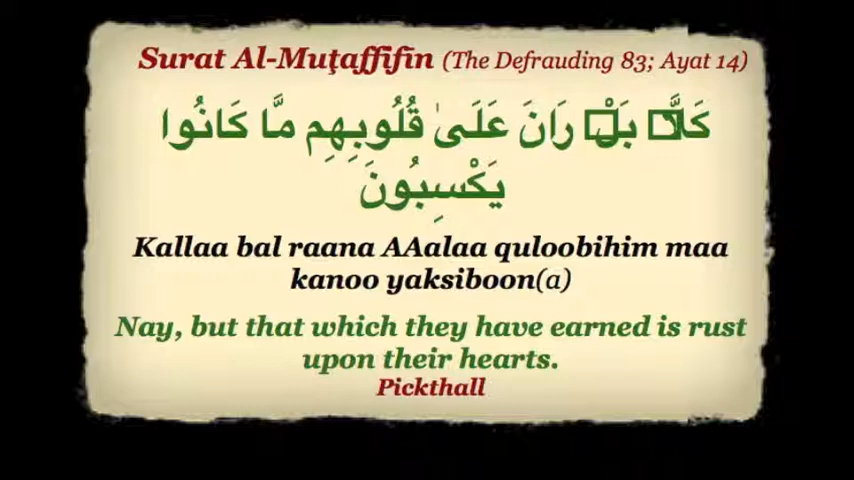 Surat Al-Muţaffifîn (The Defrauding 83; Ayat 14)
كَلَّا بَلْ رَانَ عَلَىٰ قُلُوبِهِم مَّا كَانُوا
يَكْسِبُونَ
Kallaa bal raana AAalaa quloobihim maa
kanoo yaksiboon(a)
Nay, but that which they have earned is rust
upon their hearts.
Pickthall